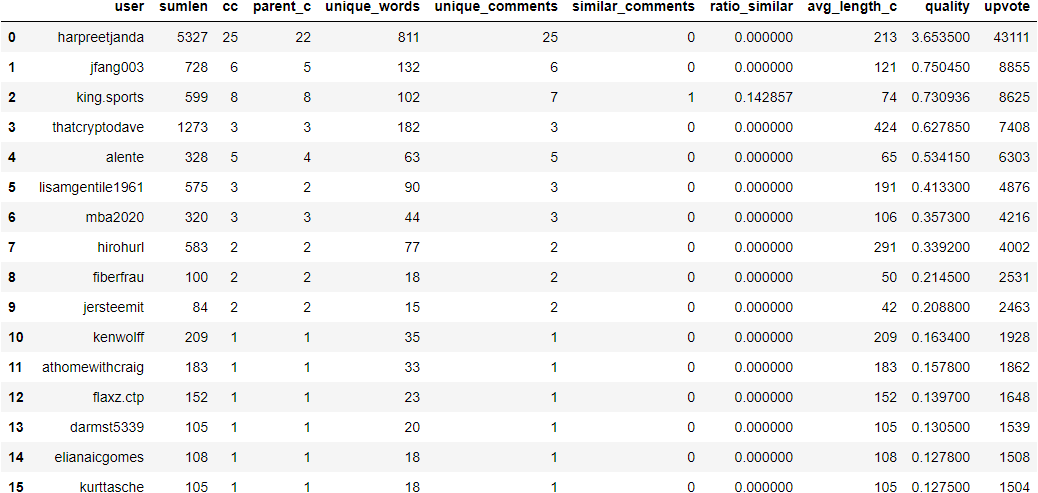 user sumlen cc parent_c unique_words unique_comments similar_comments ratio_similar avg_length_c quality upvote
0 harpreetjanda 5327 25 22 811 25 0 0.000000 213 3.653500 43111
1 jfang003 728 6 5 132 6 0 0.000000 121 0.750450 8855
2 king.sports 599 8 8 102 7 1 0.142857 74 0.730936 8625
3 thatcryptodave 1273 3 3 182 3 0 0.000000 424 0.627850 7408
4 alente 328 5 4 63 5 0 0.000000 65 0.534150 6303
5 lisamgentile1961 575 3 2 90 3 0 0.000000 191 0.413300 4876
6 mba2020 320 3 3 44 3 0 0.000000 106 0.357300 4216
7 hirohurl 583 2 2 77 2 0 0.000000 291 0.339200 4002
8 fiberfrau 100 2 2 18 2 0 0.000000 50 0.214500 2531
9 jersteemit 84 2 2 15 2 0 0.000000 42 0.208800 2463
10 kenwolff 209 1 1 35 1 0 0.000000 209 0.163400 1928
11 athomewithcraig 183 1 1 33 1 0 0.000000 183 0.157800 1862
12 flaxz.ctp 152 1 1 23 1 0 0.000000 152 0.139700 1648
13 darmst5339 105 1 1 20 1 0 0.000000 105 0.130500 1539
14 elianaicgomes 108 1 1 18 1 0 0.000000 108 0.127800 1508
15 kurttasche 105 1 1 18 1 0 0.000000 105 0.127500 1504